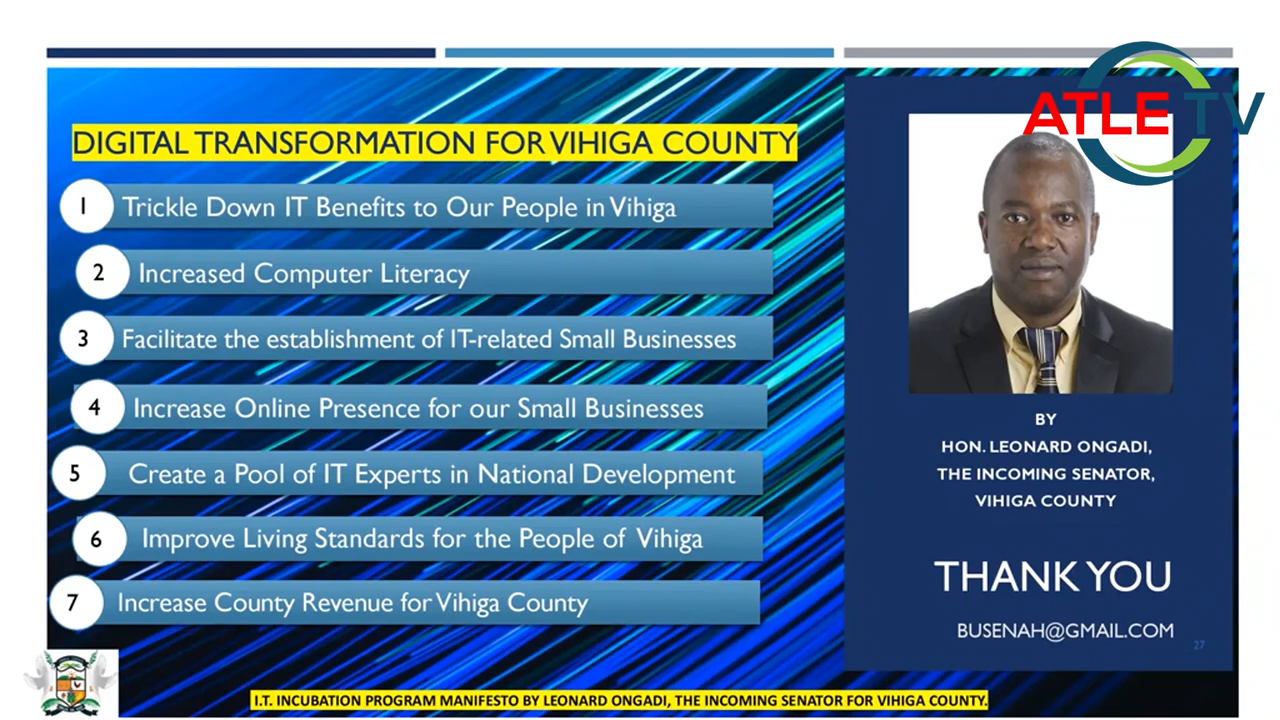 ATLE TV
DIGITAL TRANSFORMATION FOR VIHIGA COUNTY
1 Trickle Down IT Benefits to Our People in Vihiga
2 Increased Computer Literacy
3 Facilitate the establishment of IT-related Small Businesses
4 Increase Online Presence for our Small Businesses
5 Create a Pool of IT Experts in National Development
6 Improve Living Standards for the People of Vihiga
7 Increase County Revenue for Vihiga County
BY
HON. LEONARD ONGADI,
THE INCOMING SENATOR,
VIHIGA COUNTY
THANK YOU
BUSENAH@GMAIL.COM
27
I.T. INCUBATION PROGRAM MANIFESTO BY LEONARD ONGADI, THE INCOMING SENATOR FOR VIHIGA COUNTY.